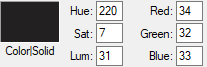 Hue: 220 Red: 34
Sat: 7 Green: 32
Color|Solid Lum: 31 Blue: 33